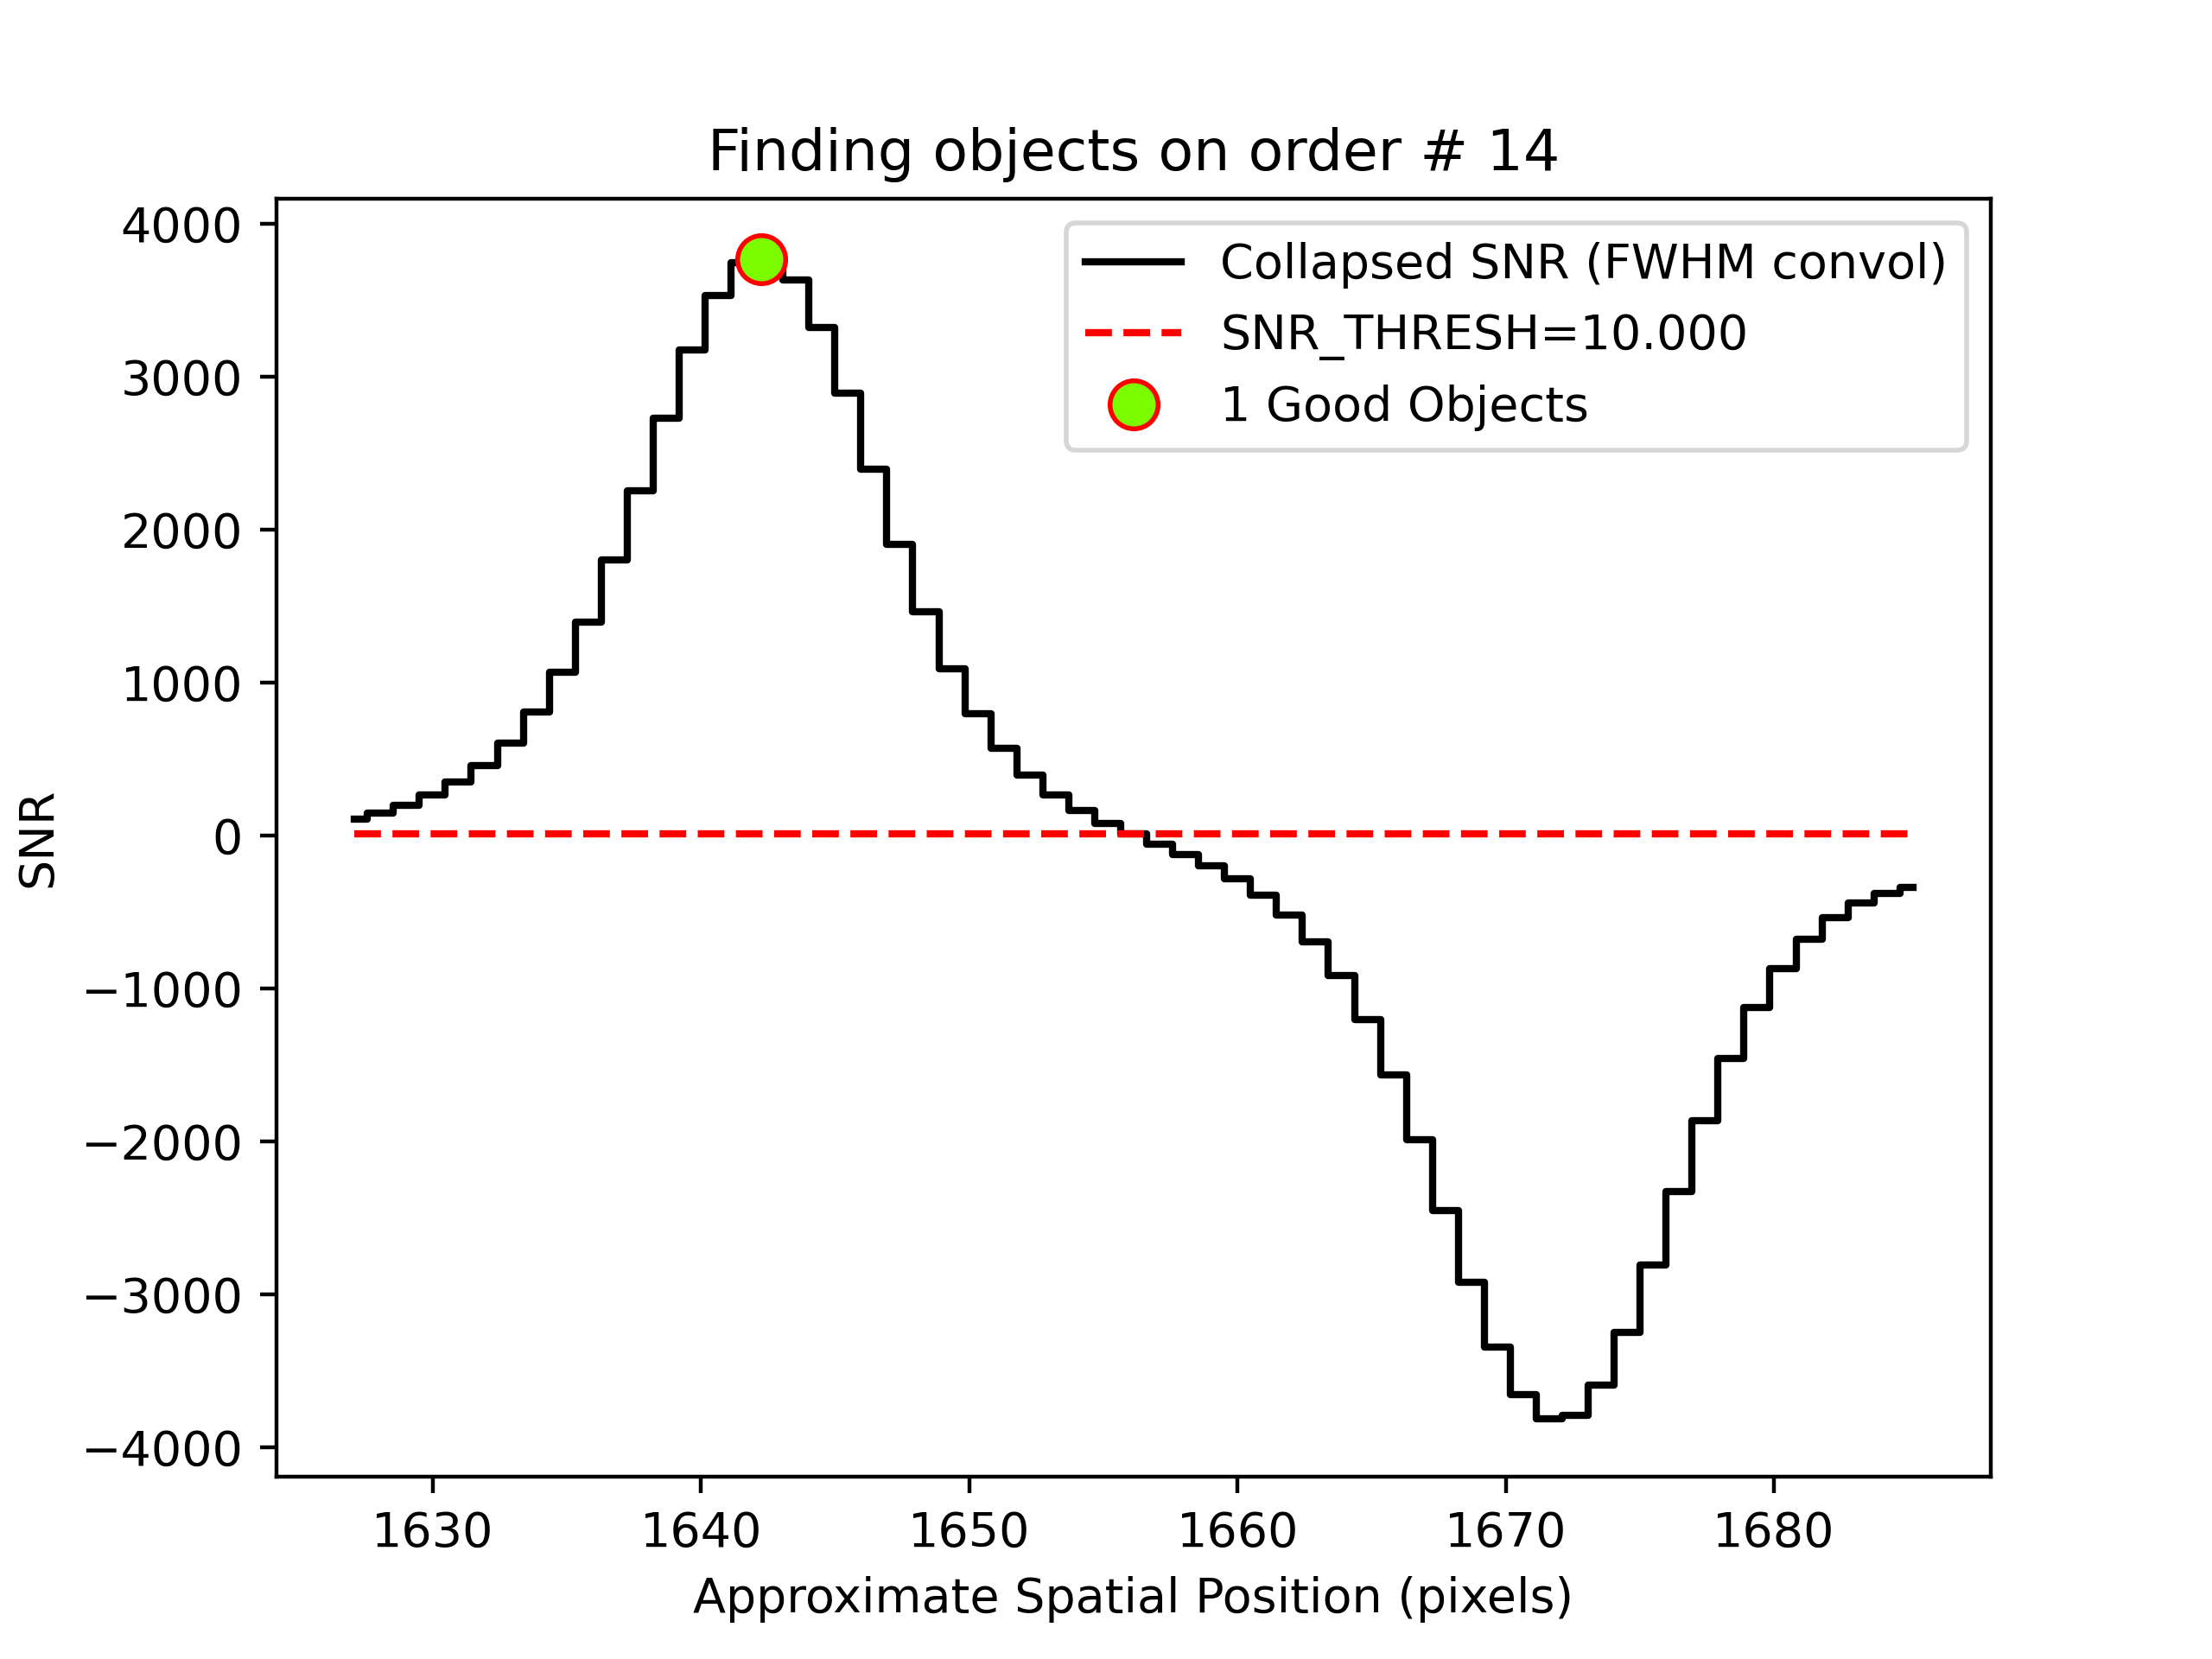 Finding objects on order # 14
4000
3000
2000
1000
0
−1000
−2000
−3000
−4000
SNR
Collapsed SNR (FWHM convol)
SNR_THRESH=10.000
1 Good Objects
1630 1640 1650 1660 1670 1680
Approximate Spatial Position (pixels)